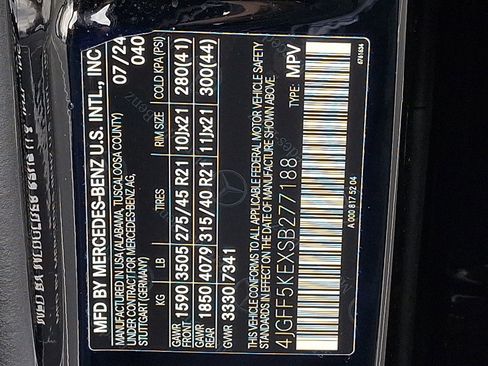 MFD BY MERCEDES-BENZ U.S. INTL., INC
MANUFACTURED IN USA (ALABAMA, TUSCALOOSA COUNTY) 07/24
UNDER CONTRACT FOR MERCEDES-BENZ AG, 040
STUTTGART (GERMANY)
KG LB TIRES RIM SIZE COLD KPA (PSI)
GAWR FRONT 1590 3505 275/45 R21 10Jx21 280(41)
GAWR REAR 1850 4079 315/40 R21 11Jx21 300(44)
GVWR 3330/7341
THIS VEHICLE CONFORMS TO ALL APPLICABLE FEDERAL MOTOR VEHICLE SAFETY
STANDARDS IN EFFECT ON THE DATE OF MANUFACTURE SHOWN ABOVE.
4JGFF5KEXSB277188 TYPE: MPV
A 000 817 52 04